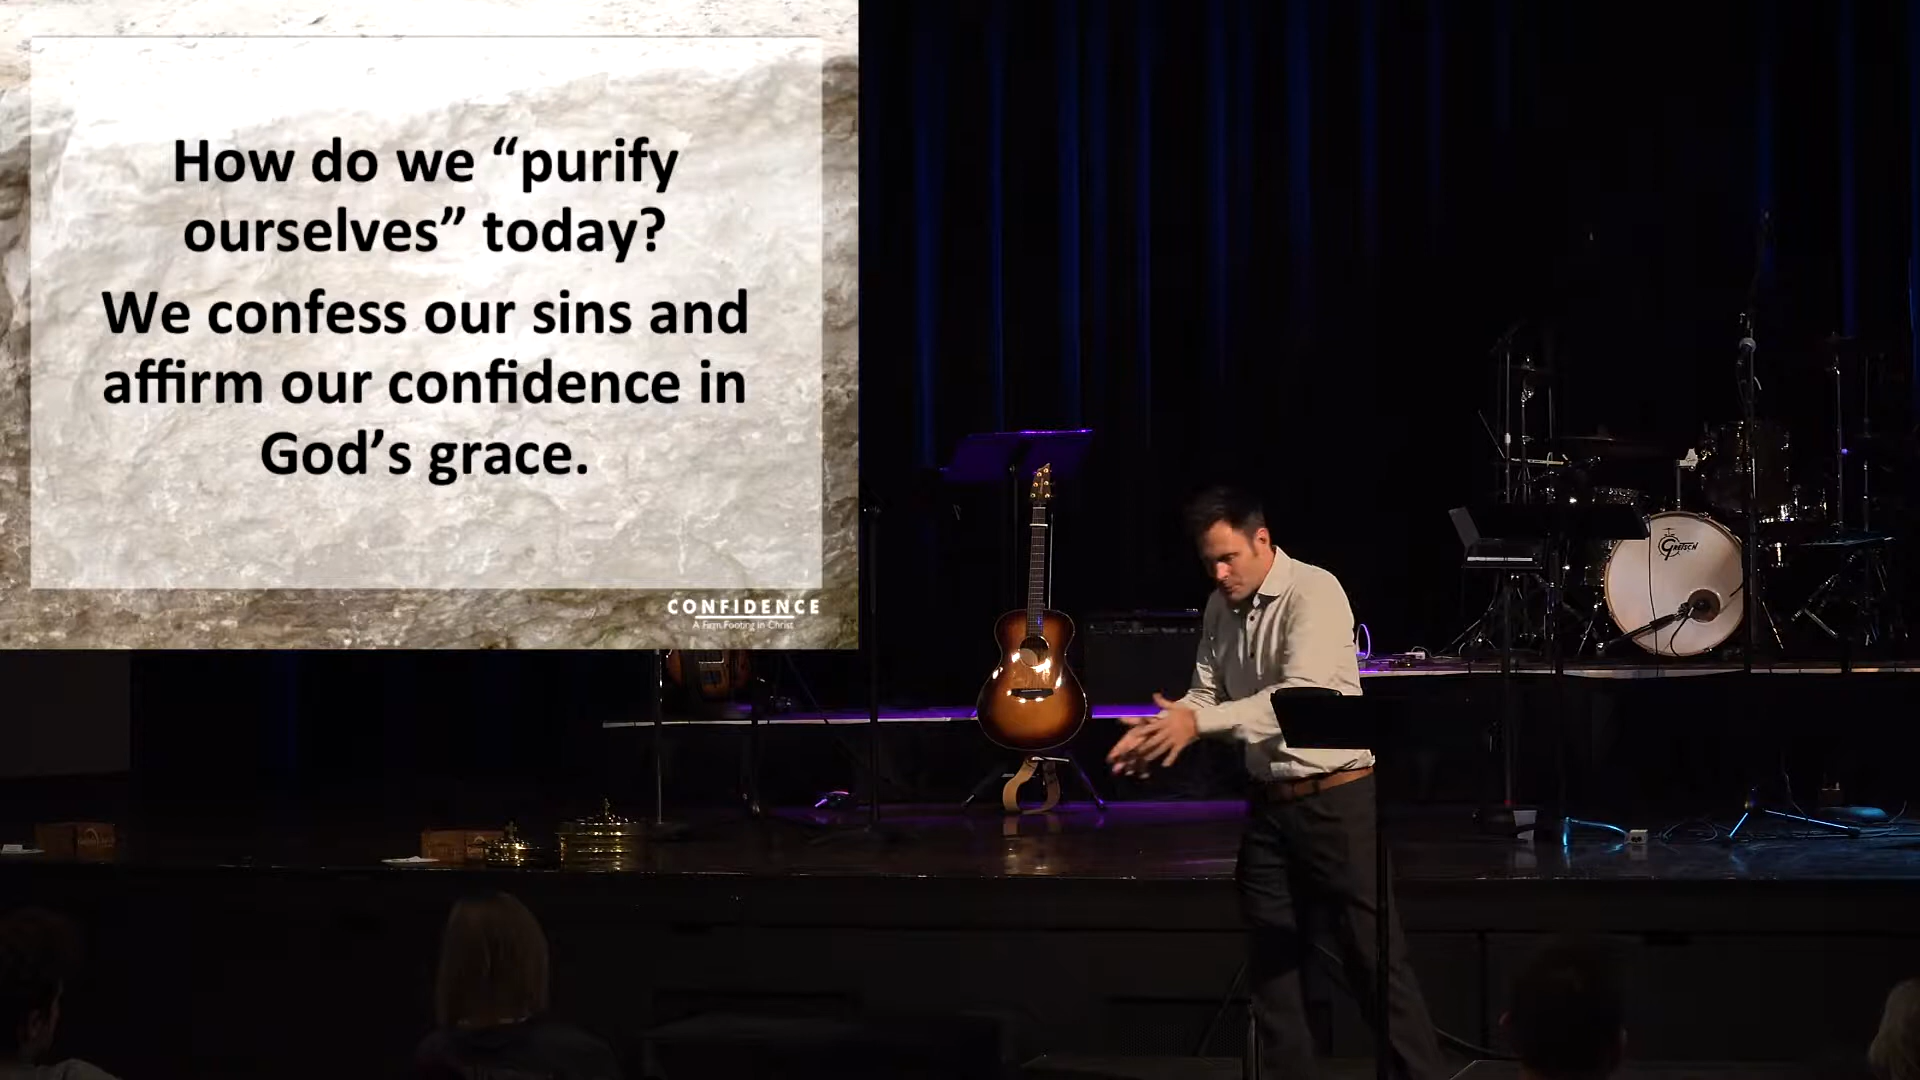 How do we “purify
ourselves” today?
We confess our sins and
affirm our confidence in
God’s grace.
CONFIDENCE
A Firm Footing in Christ
GRETSCH